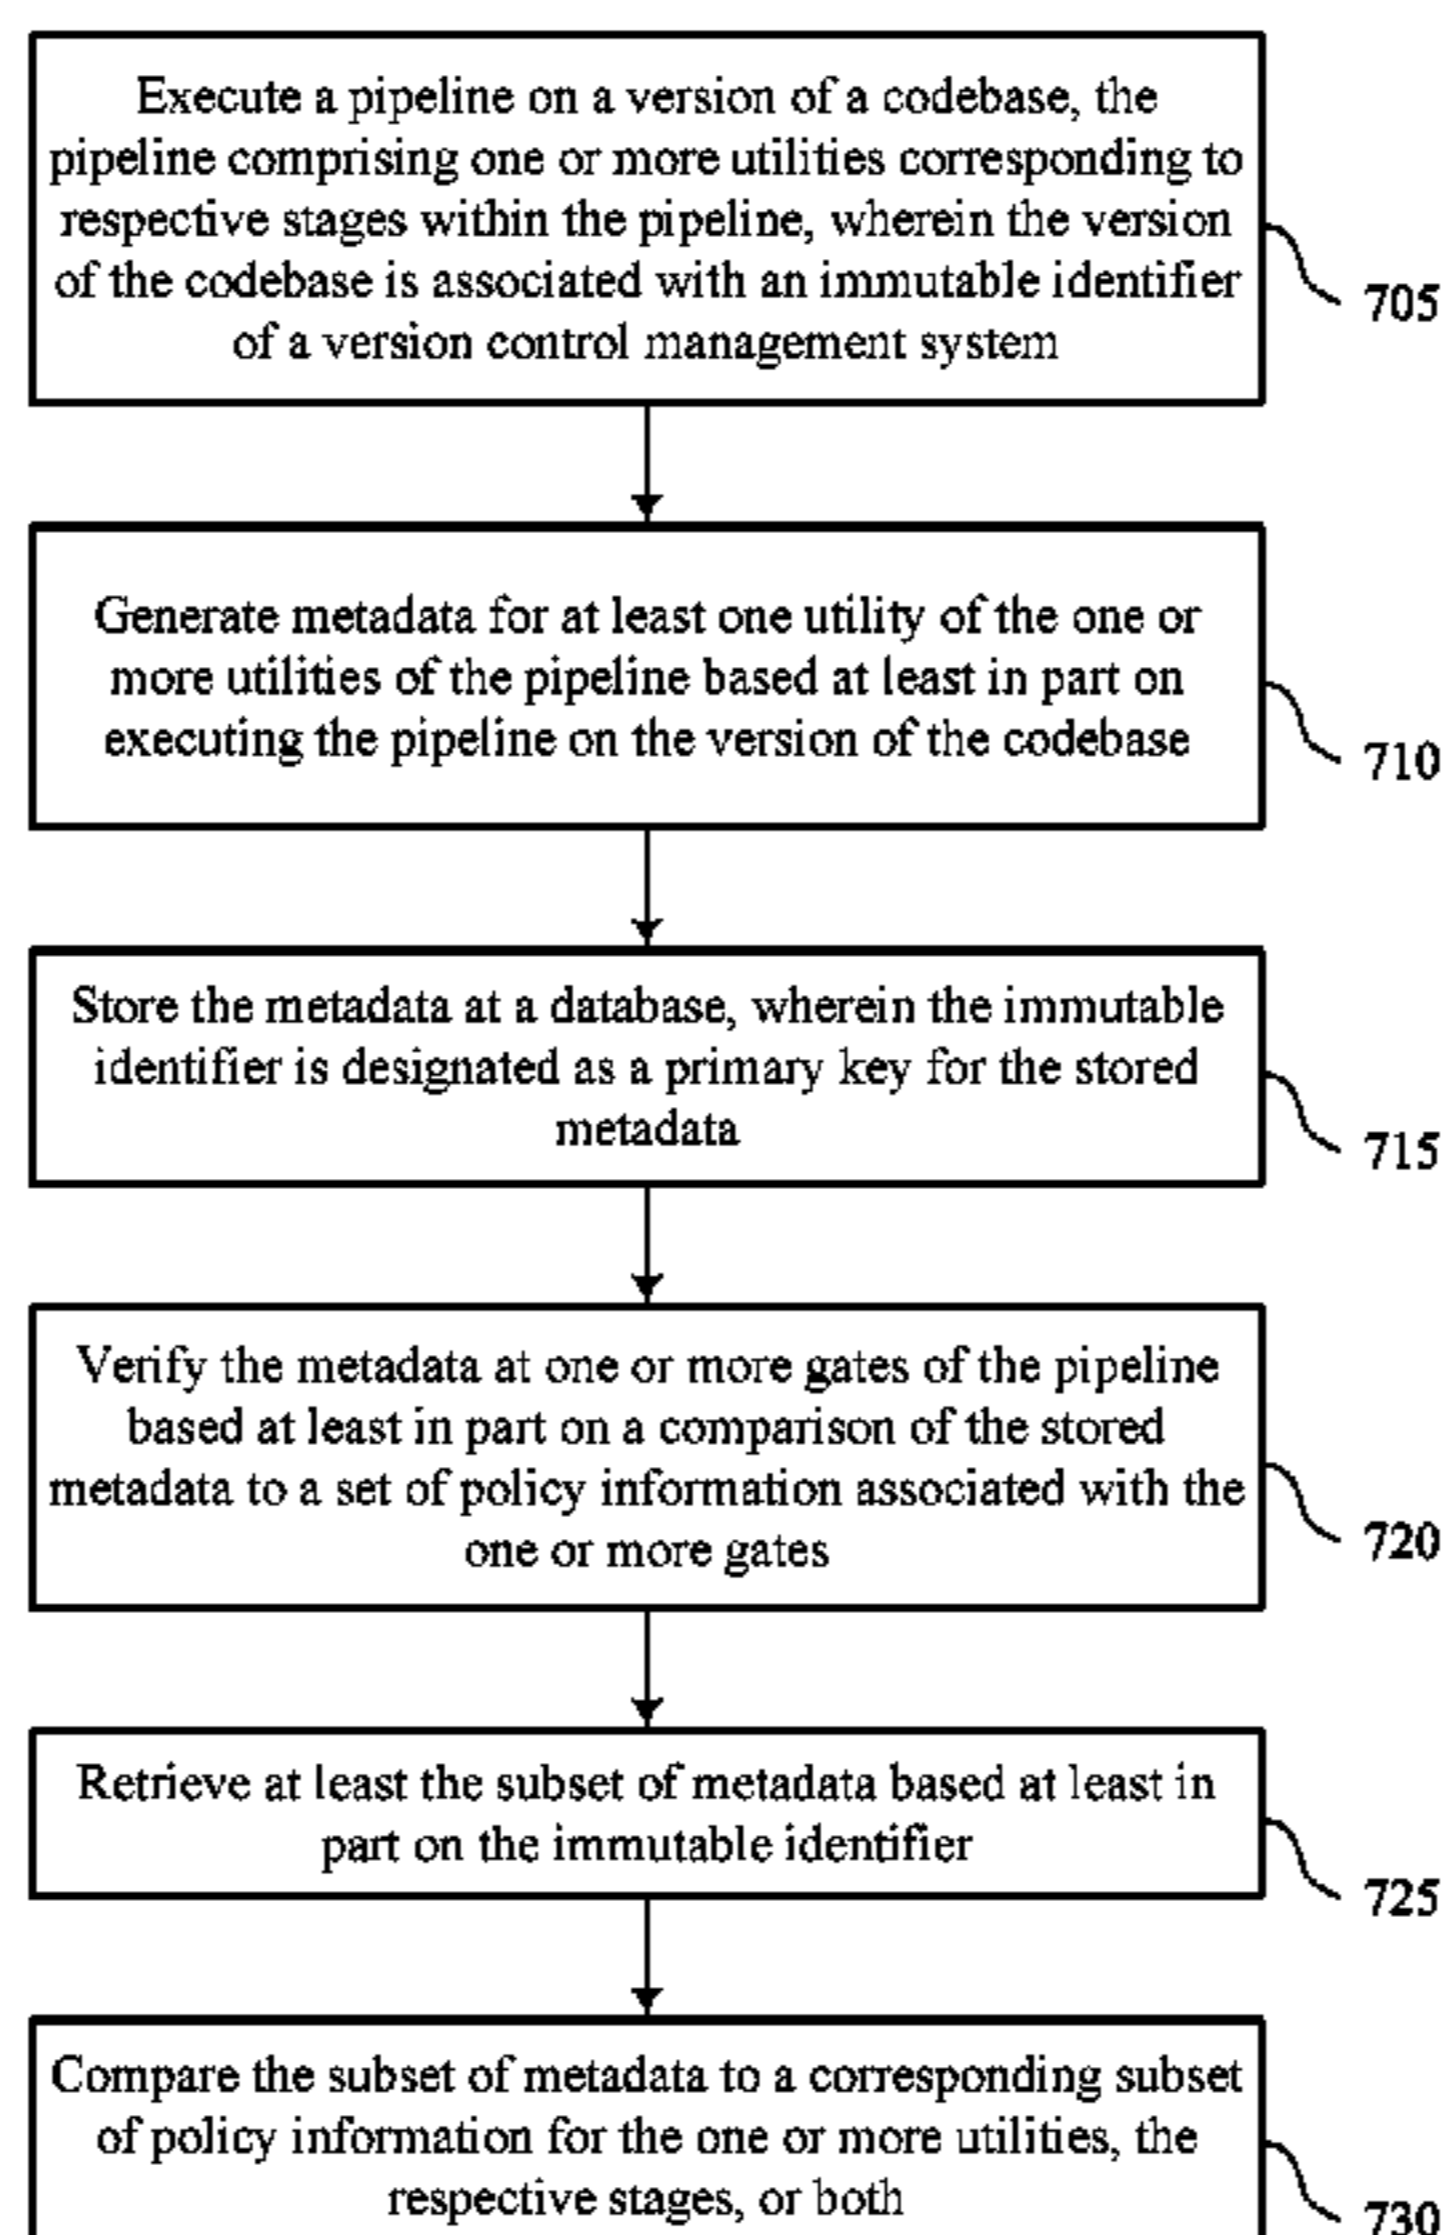 Execute a pipeline on a version of a codebase, the
pipeline comprising one or more utilities corresponding to
respective stages within the pipeline, wherein the version
of the codebase is associated with an immutable identifier
of a version control management system
705
Generate metadata for at least one utility of the one or
more utilities of the pipeline based at least in part on
executing the pipeline on the version of the codebase
710
Store the metadata at a database, wherein the immutable
identifier is designated as a primary key for the stored
metadata
715
Verify the metadata at one or more gates of the pipeline
based at least in part on a comparison of the stored
metadata to a set of policy information associated with the
one or more gates
720
Retrieve at least the subset of metadata based at least in
part on the immutable identifier
725
Compare the subset of metadata to a corresponding subset
of policy information for the one or more utilities, the
respective stages, or both
730